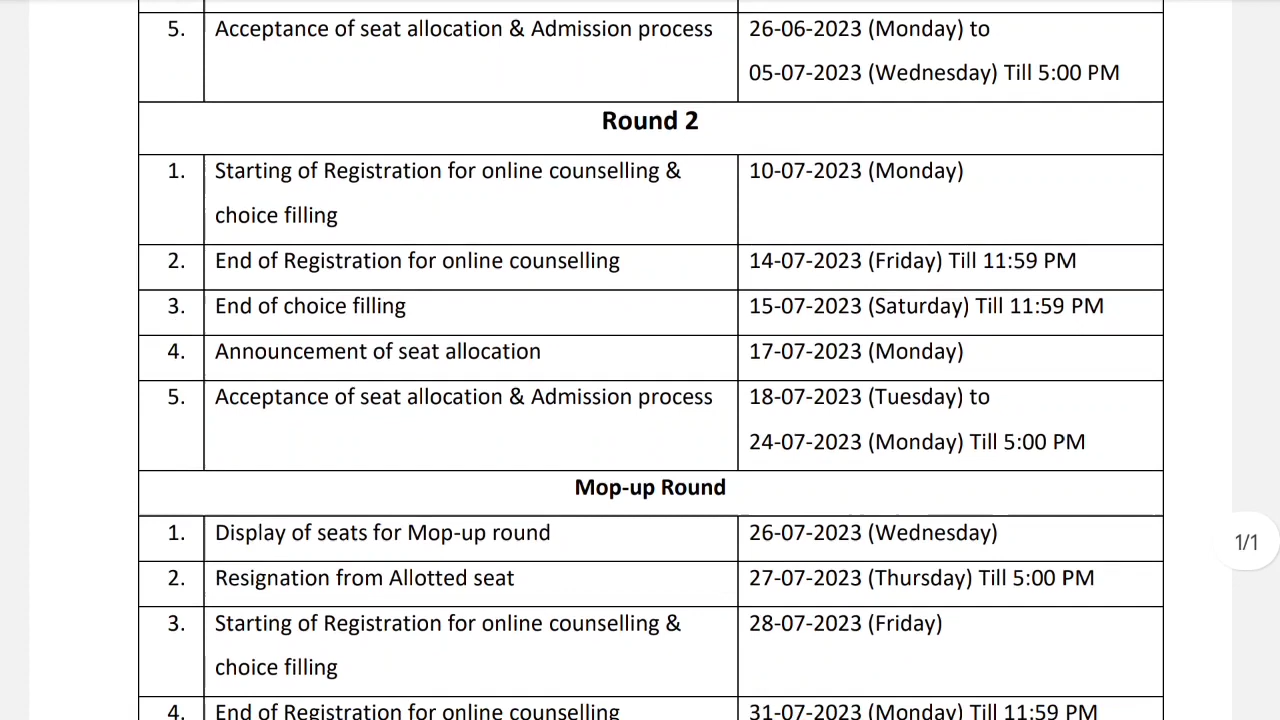 5. Acceptance of seat allocation & Admission process 26-06-2023 (Monday) to
05-07-2023 (Wednesday) Till 5:00 PM
Round 2
1. Starting of Registration for online counselling & 10-07-2023 (Monday)
choice filling
2. End of Registration for online counselling 14-07-2023 (Friday) Till 11:59 PM
3. End of choice filling 15-07-2023 (Saturday) Till 11:59 PM
4. Announcement of seat allocation 17-07-2023 (Monday)
5. Acceptance of seat allocation & Admission process 18-07-2023 (Tuesday) to
24-07-2023 (Monday) Till 5:00 PM
Mop-up Round
1. Display of seats for Mop-up round 26-07-2023 (Wednesday)
2. Resignation from Allotted seat 27-07-2023 (Thursday) Till 5:00 PM
3. Starting of Registration for online counselling & 28-07-2023 (Friday)
choice filling
4. End of Registration for online counselling 31-07-2023 (Monday) Till 11:59 PM
1/1